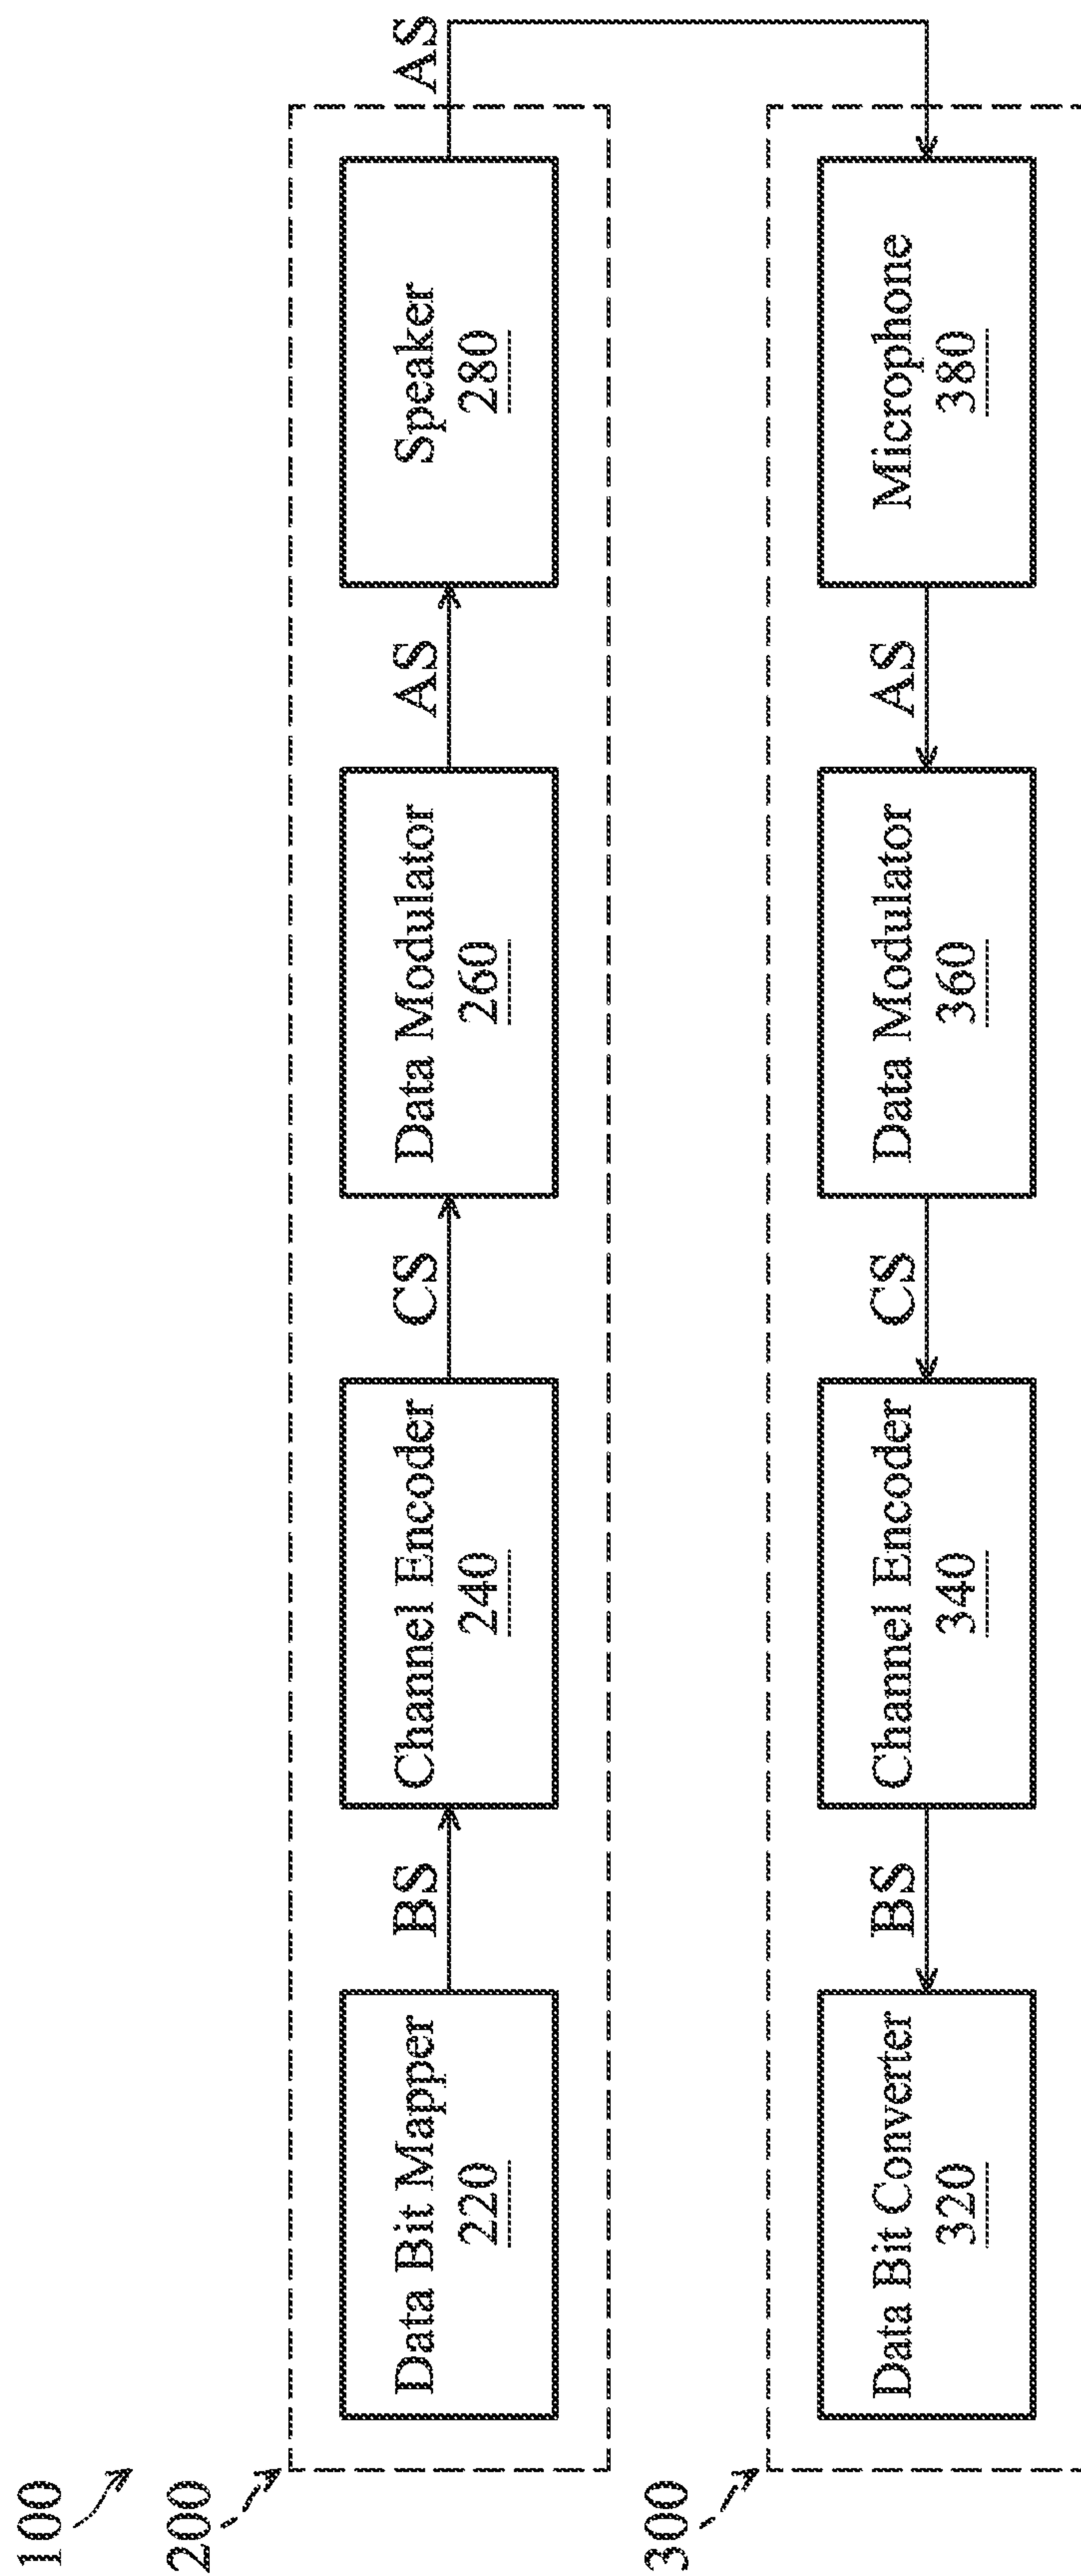 100
200
Data Bit Mapper
220
BS
Channel Encoder
240
CS
Data Modulator
260
AS
Speaker
280
AS
300
Data Bit Converter
320
BS
Channel Encoder
340
CS
Data Modulator
360
AS
Microphone
380